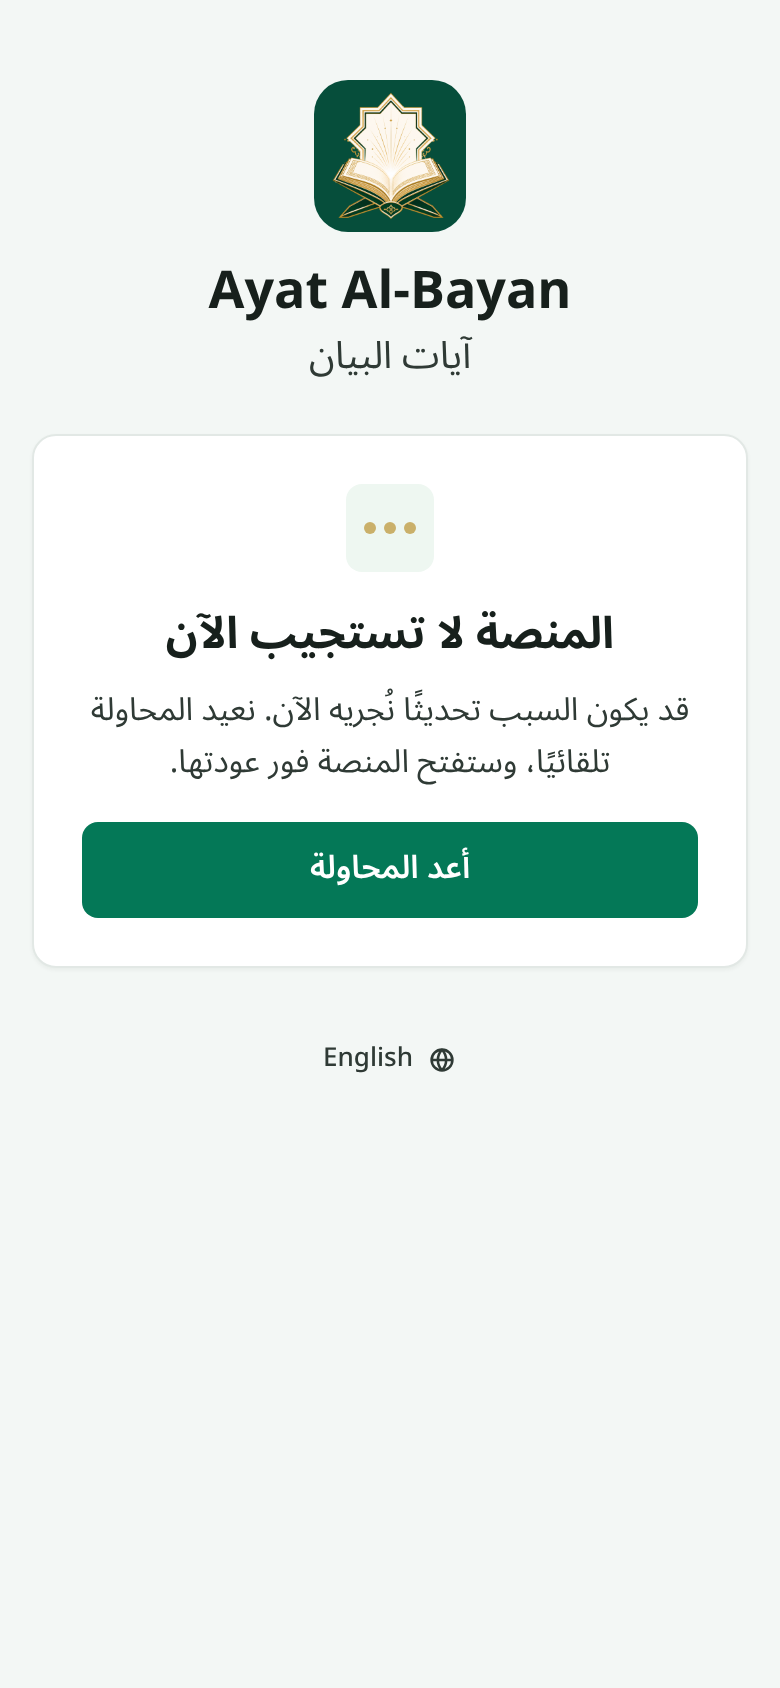 Ayat Al-Bayan
آيات البيان
المنصة لا تستجيب الآن
قد يكون السبب تحديثًا نُجريه الآن. نعيد المحاولة
تلقائيًا، وستفتح المنصة فور عودتها.
أعد المحاولة
English